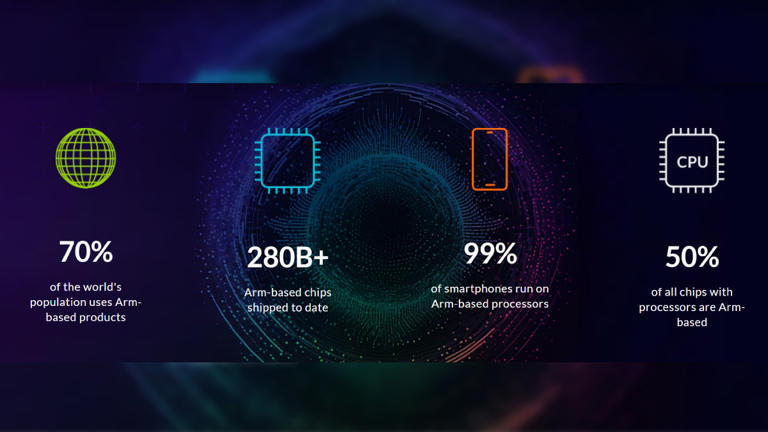 70%
of the world's
population uses Arm-
based products
280B+
Arm-based chips
shipped to date
99%
of smartphones run on
Arm-based processors
CPU
50%
of all chips with
processors are Arm-
based